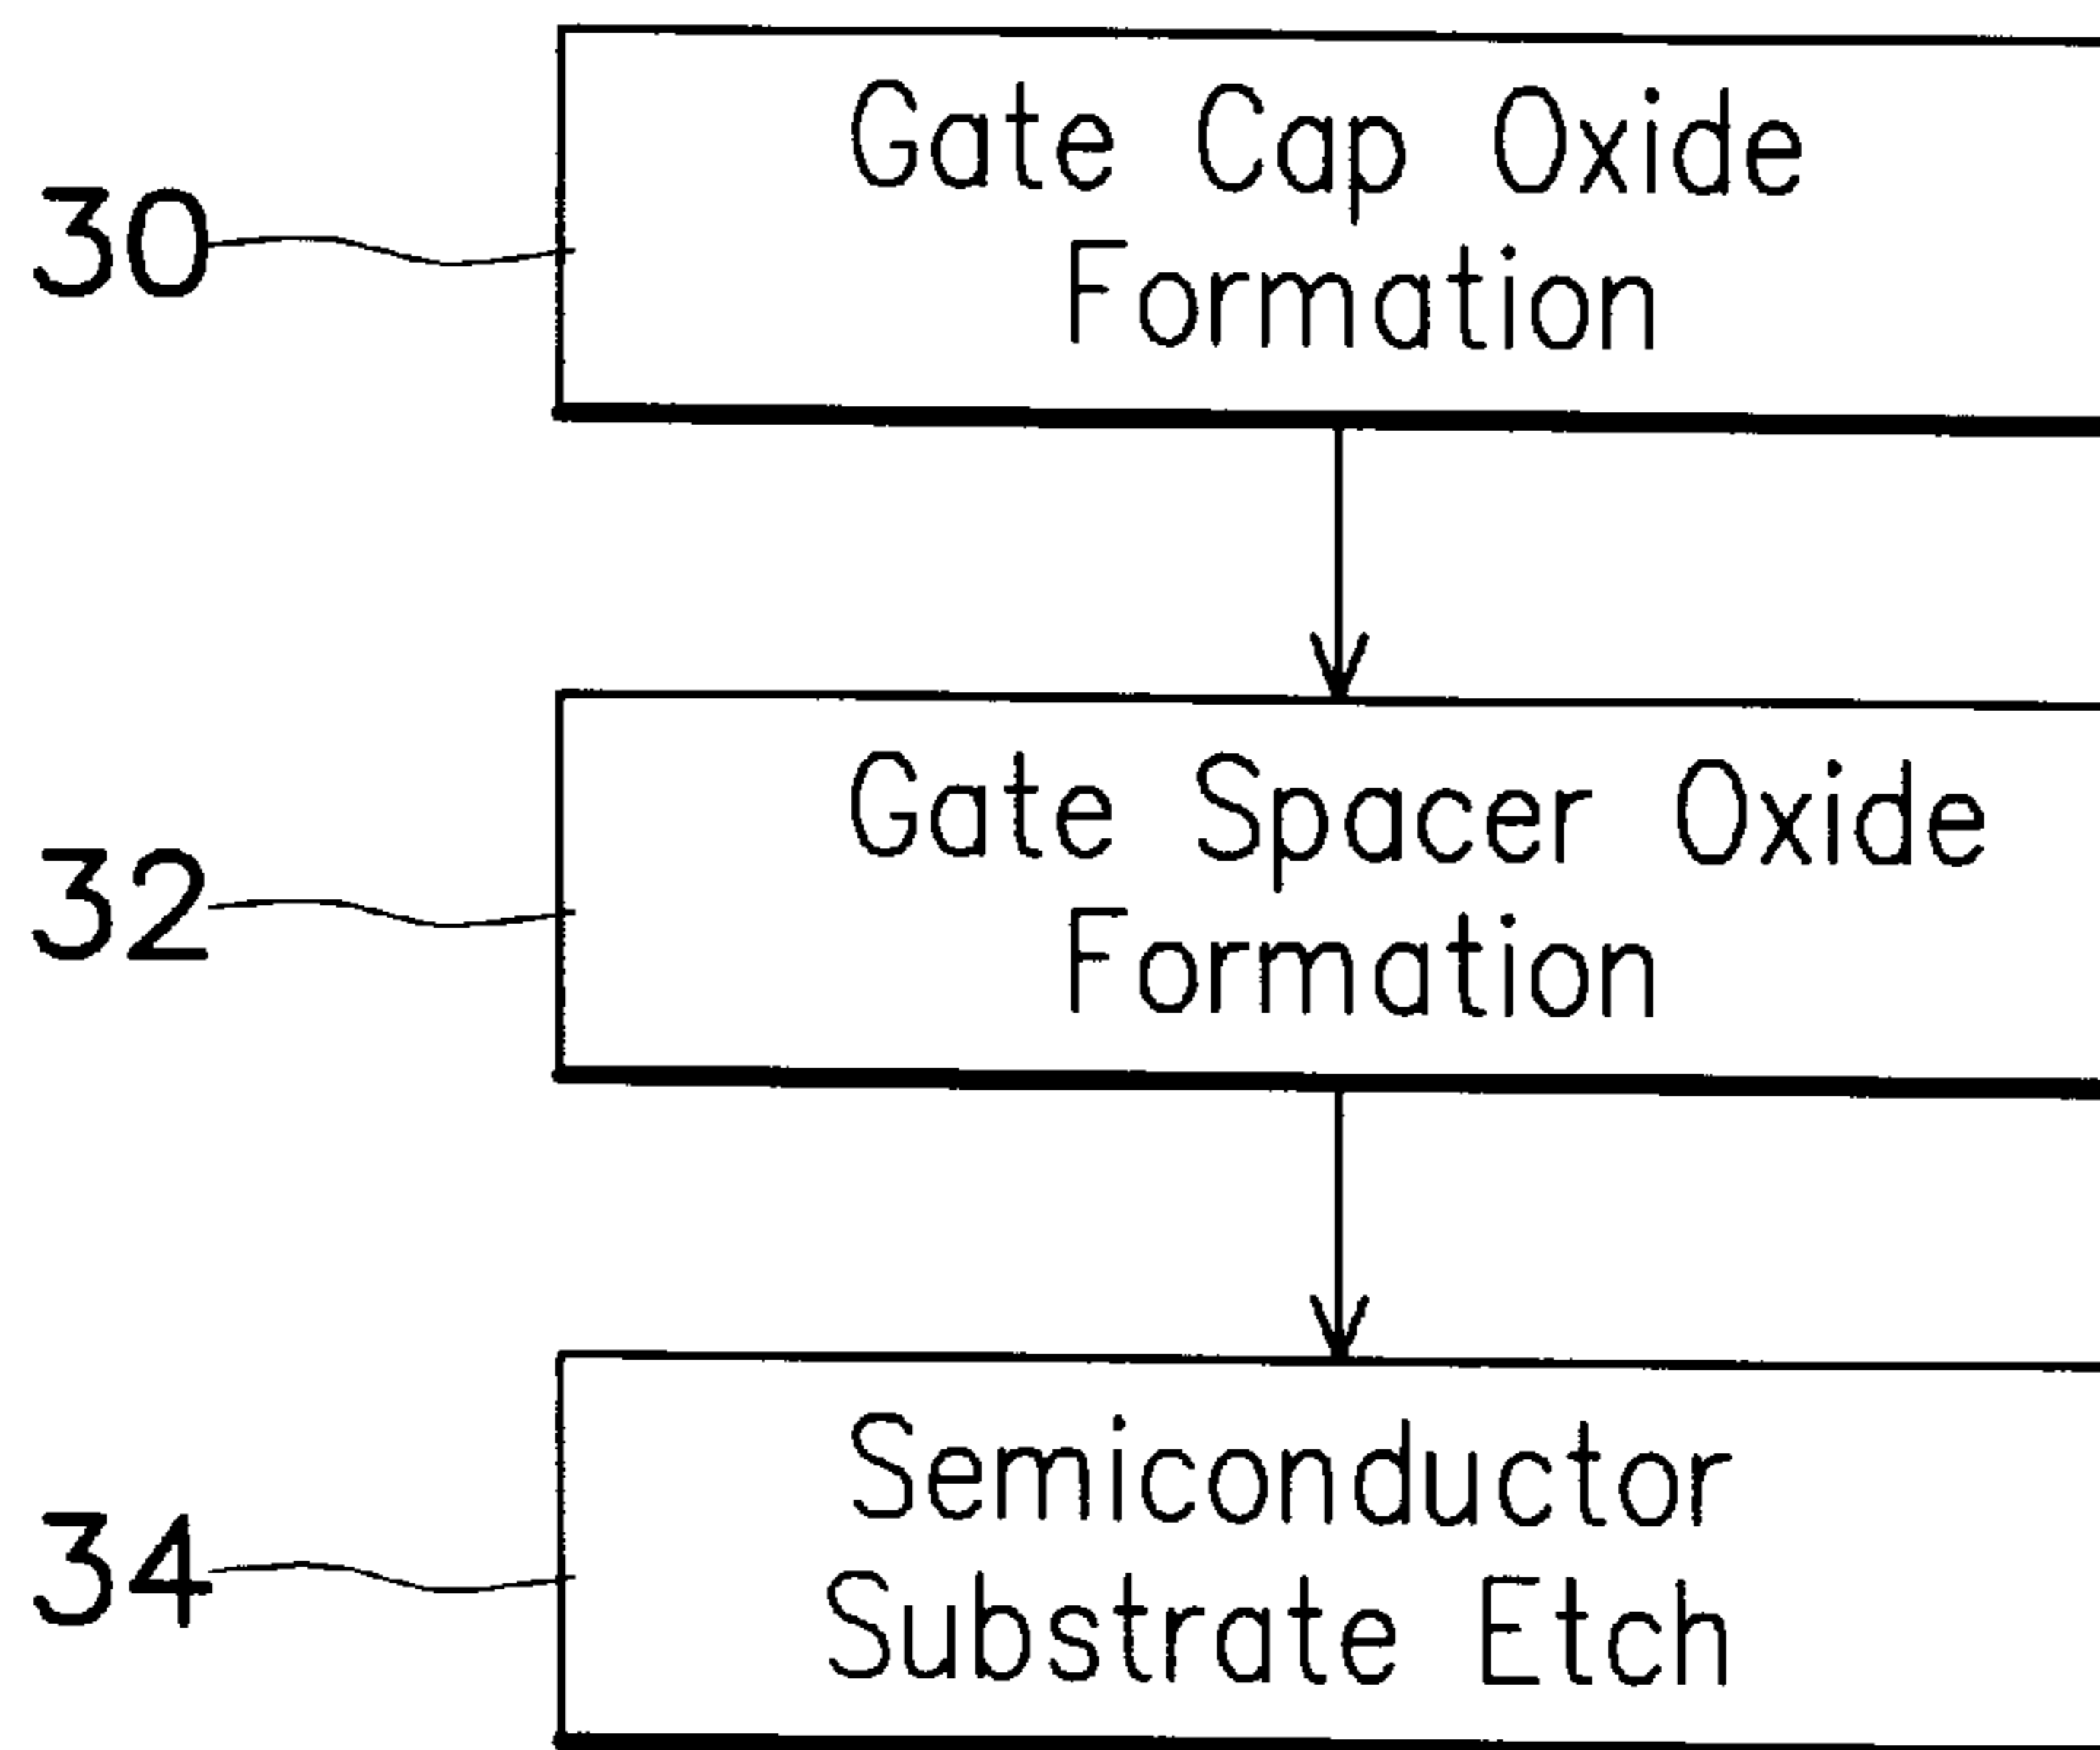 30
Gate Cap Oxide
Formation
32
Gate Spacer Oxide
Formation
34
Semiconductor
Substrate Etch